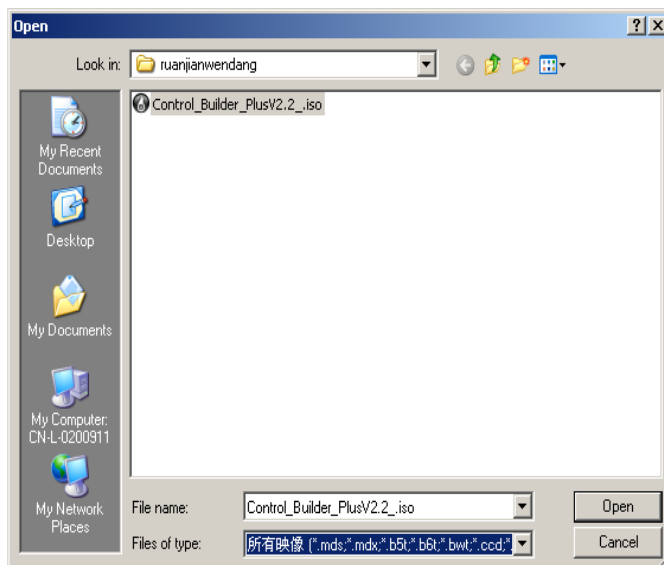 Open
Look in:
ruanjianwendang
Control_Builder_PlusV2.2_.iso
My Recent
Documents
Desktop
My Documents
My Computer:
CN-L-0200911
My Network
Places
File name:
Control_Builder_PlusV2.2_.iso
Open
Files of type:
所有映像 (*.mds;*.mdx;*.b5t;*.b6t;*.bwt;*.ccd;*.
Cancel